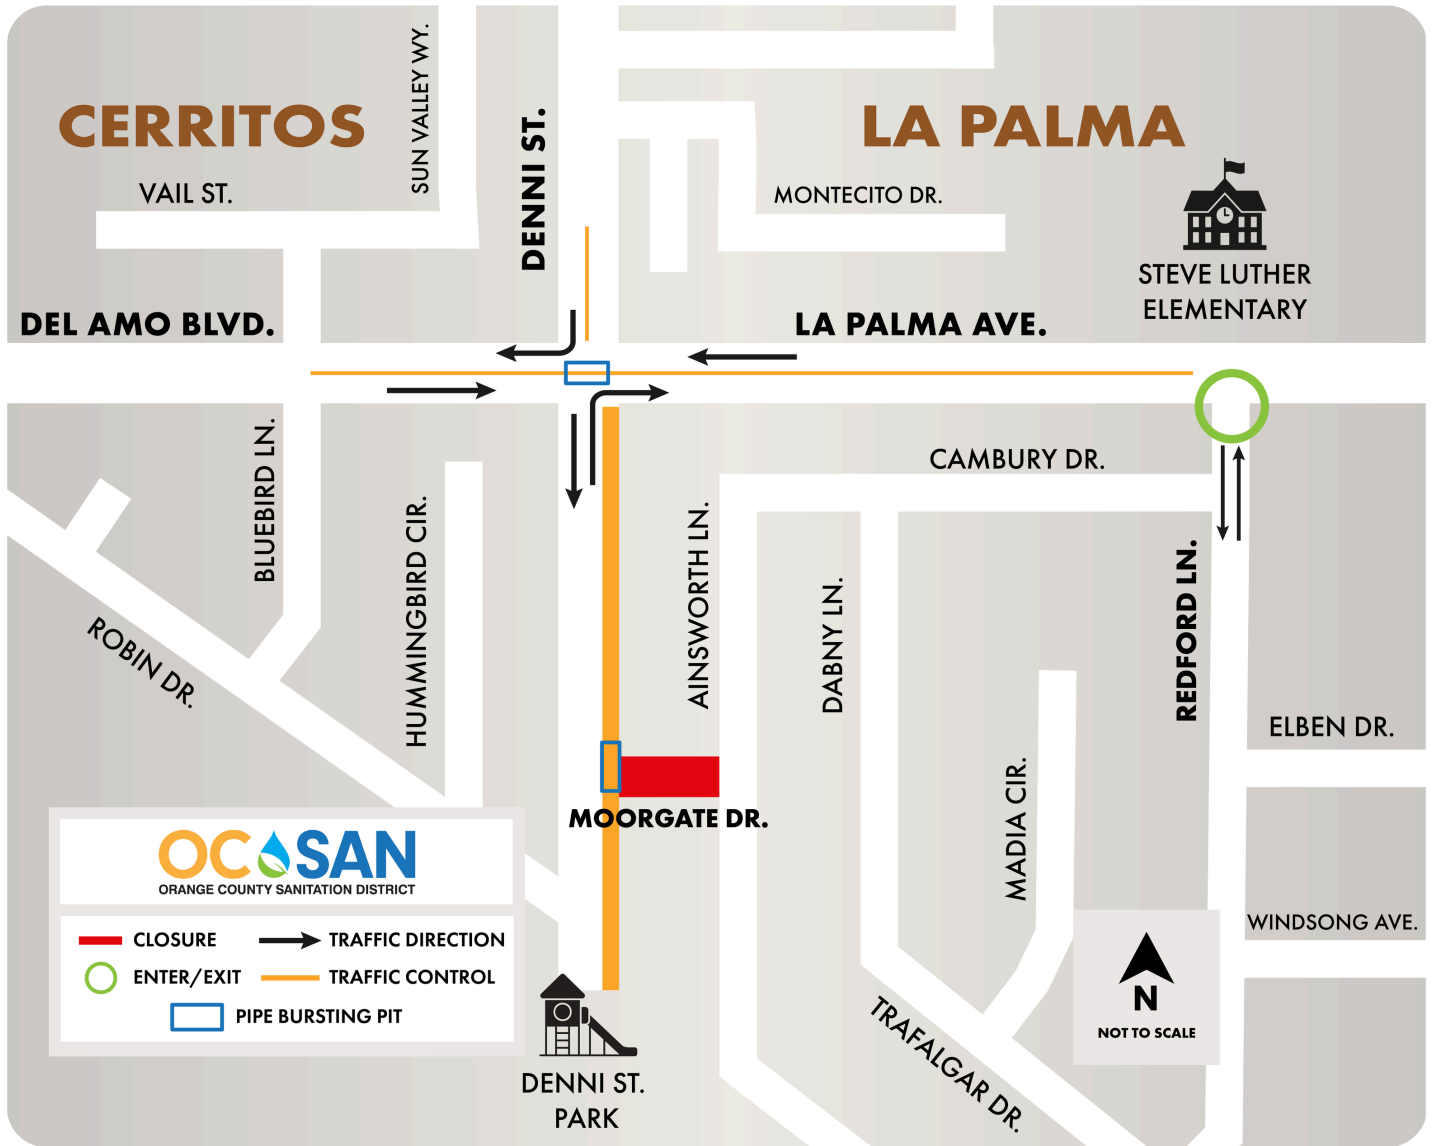 CERRITOS
LA PALMA
SUN VALLEY WY.
DENNI ST.
VAIL ST.
MONTECITO DR.
STEVE LUTHER
ELEMENTARY
DEL AMO BLVD.
LA PALMA AVE.
BLUEBIRD LN.
CAMBURY DR.
HUMMINGBIRD CIR.
AINSWORTH LN.
DABNY LN.
REDFORD LN.
ROBIN DR.
ELBEN DR.
MADIA CIR.
MOORGATE DR.
OC SAN
ORANGE COUNTY SANITATION DISTRICT
CLOSURE
TRAFFIC DIRECTION
ENTER/EXIT
TRAFFIC CONTROL
PIPE BURSTING PIT
WINDSONG AVE.
N
NOT TO SCALE
TRAFALGAR DR.
DENNI ST.
PARK